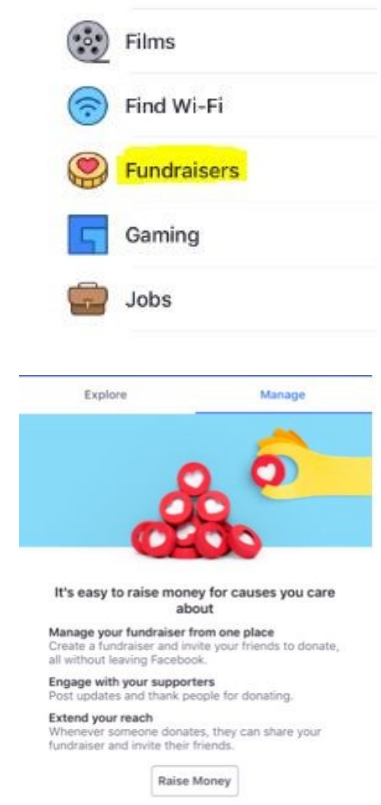 Films
Find Wi-Fi
Fundraisers
Gaming
Jobs
Explore
Manage
It's easy to raise money for causes you care
about
Manage your fundraiser from one place
Create a fundraiser and invite your friends to donate,
all without leaving Facebook.
Engage with your supporters
Post updates and thank people for donating.
Extend your reach
Whenever someone donates, they can share your
fundraiser and invite their friends.
Raise Money